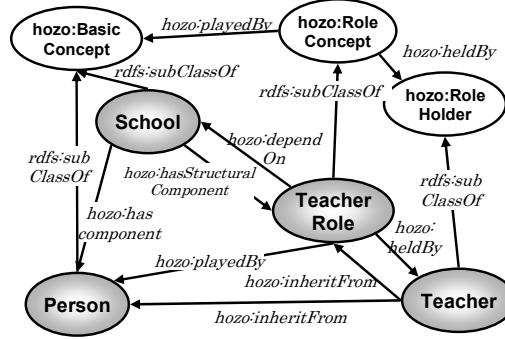 hozo:Basic
Concept
hozo:playedBy
hozo:Role
Concept
hozo:heldBy
rdfs:subClassOf
rdfs:subClassOf
hozo:Role
Holder
School
hozo:depend
On
rdfs:sub
ClassOf
hozo:hasStructural
Component
rdfs:sub
ClassOf
hozo:has
component
Teacher
Role
hozo:
heldBy
hozo:playedBy
hozo:inheritFrom
Person
Teacher
hozo:inheritFrom